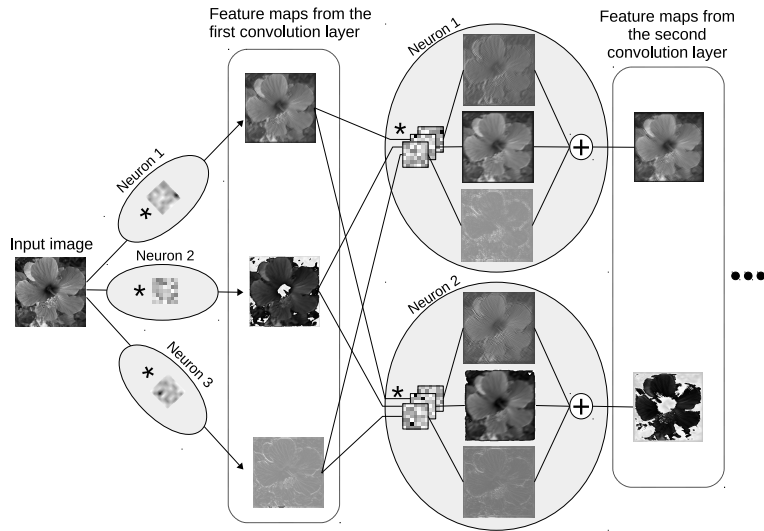 Feature maps from the
first convolution layer
Neuron 1
Feature maps from
the second
convolution layer
*
+
Neuron 1
*
Input image
Neuron 2
*
Neuron 2
Neuron 3
*
*
+